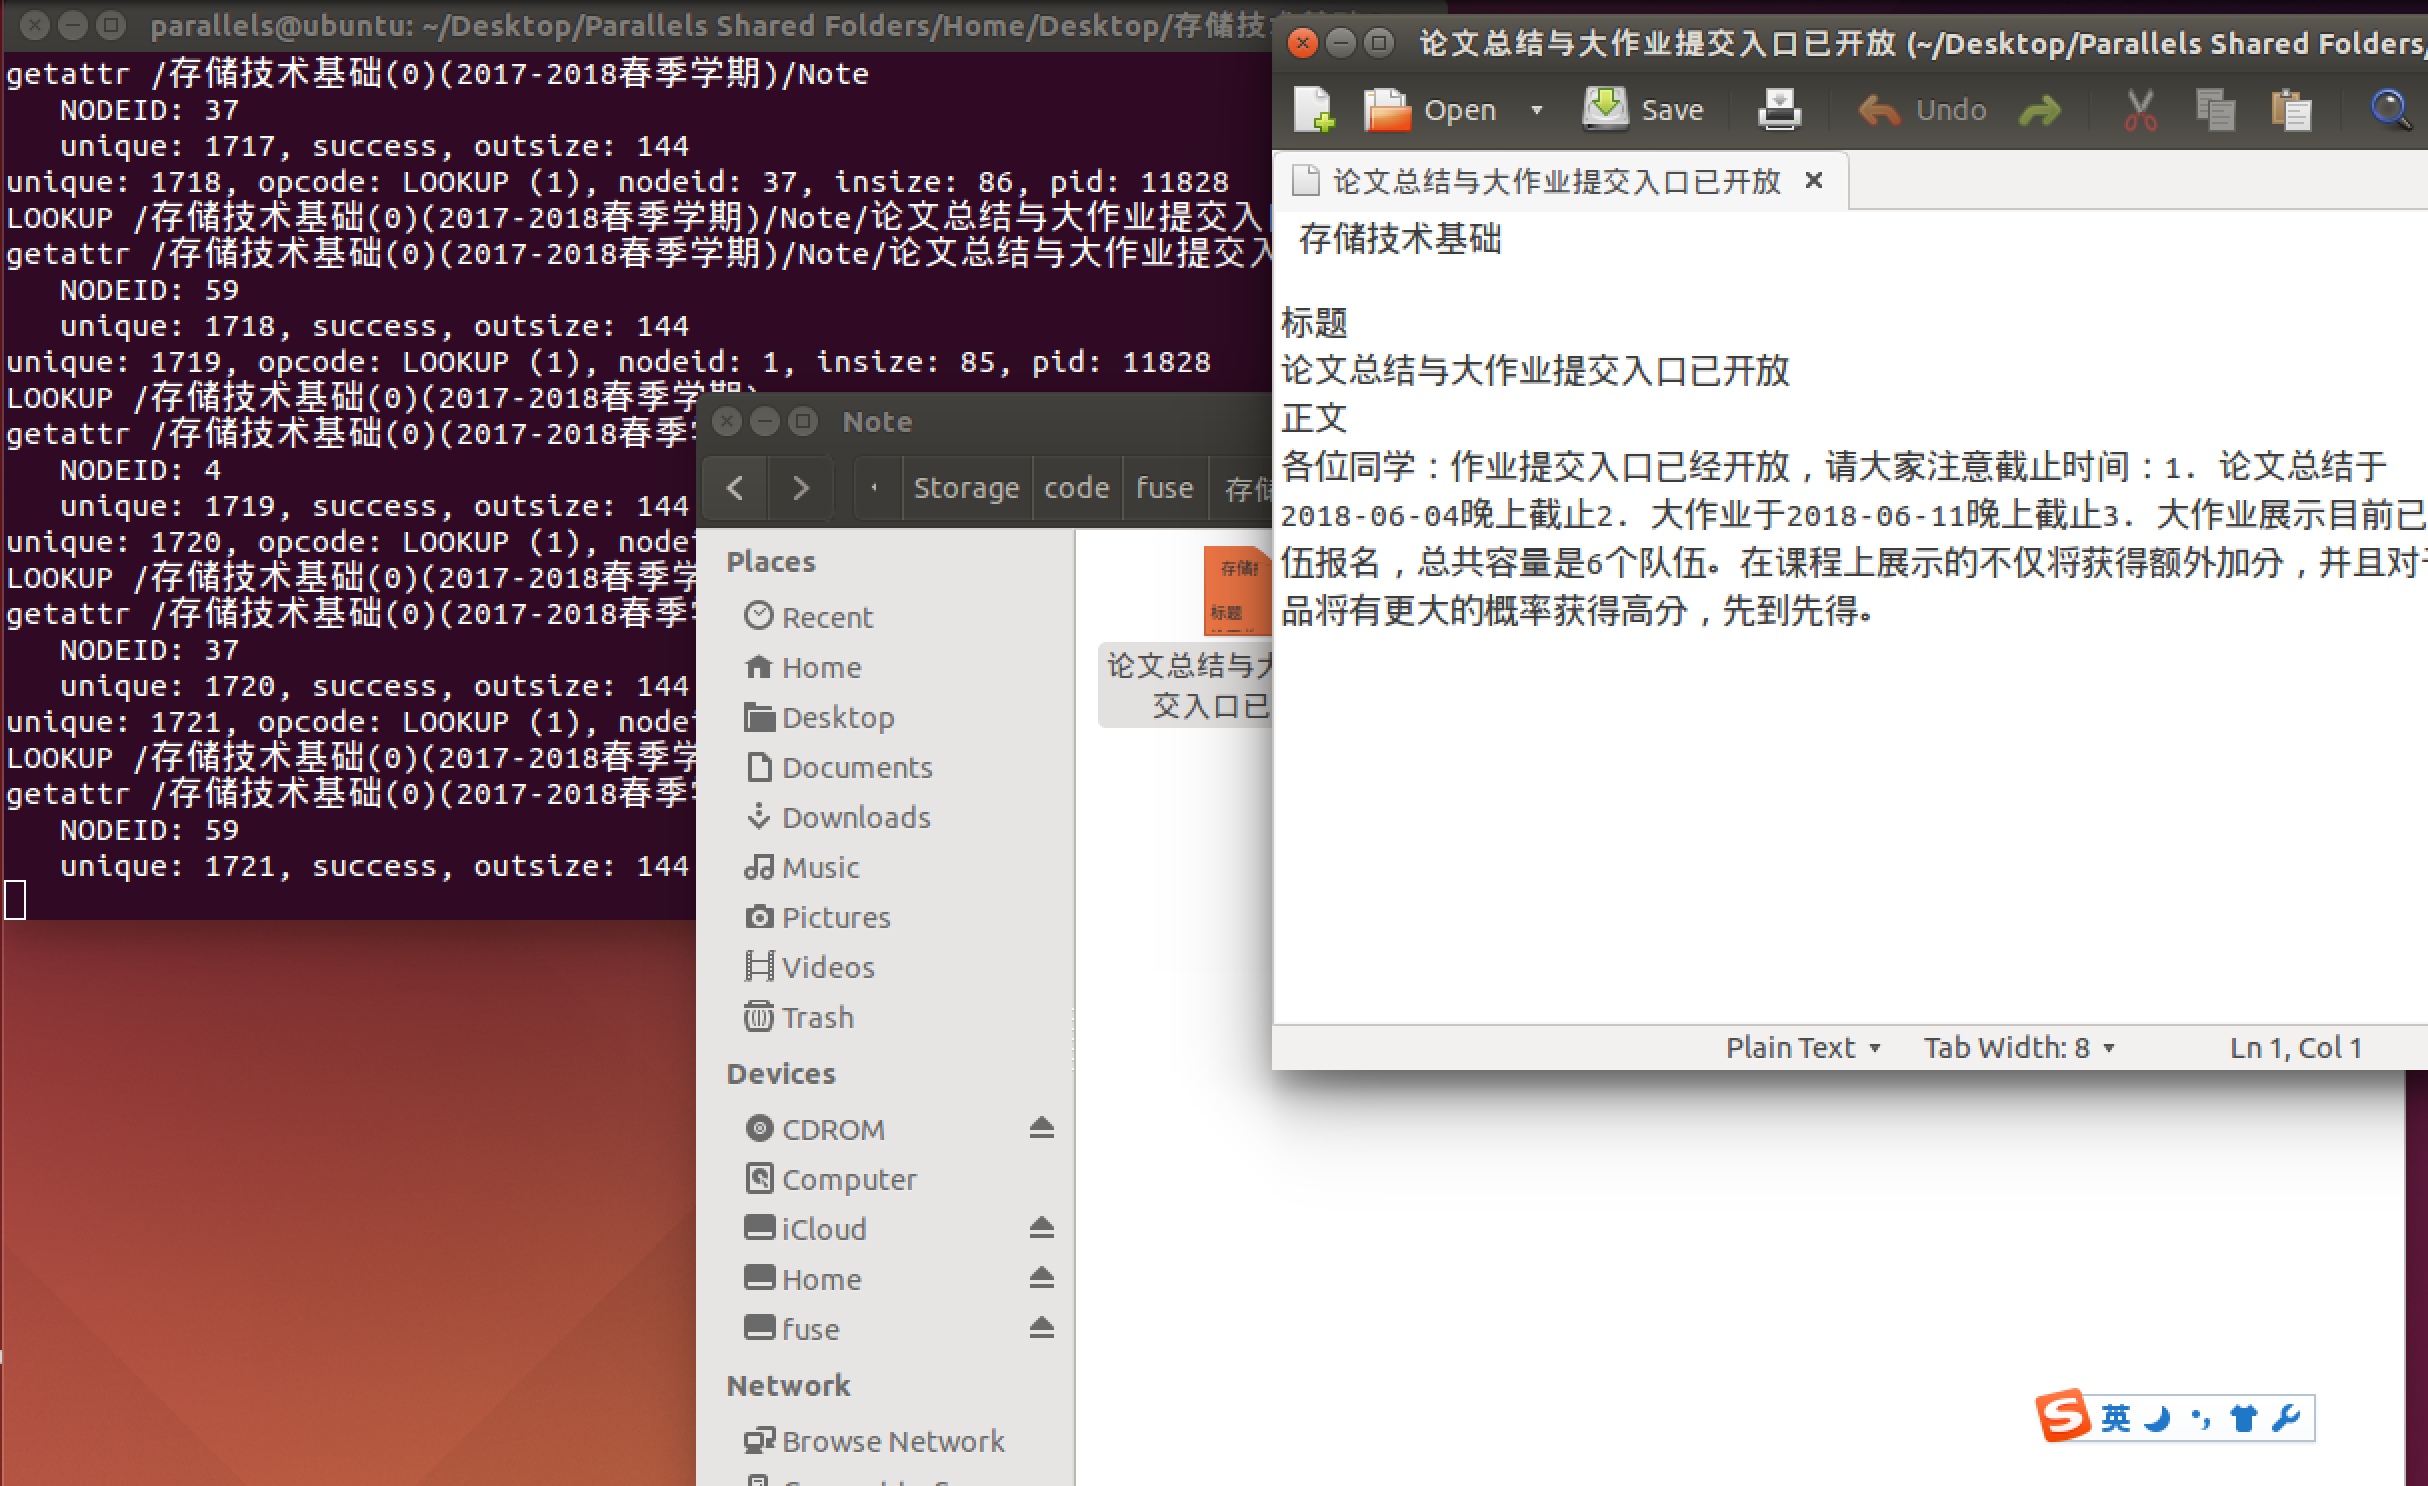 parallels@ubuntu: ~/Desktop/Parallels Shared Folders/Home/Desktop/存储技
getattr /存储技术基础(0)(2017-2018春季学期)/Note
NODEID: 37
unique: 1717, success, outsize: 144
unique: 1718, opcode: LOOKUP (1), nodeid: 37, insize: 86, pid: 11828
LOOKUP /存储技术基础(0)(2017-2018春季学期)/Note/论文总结与大作业提交入
getattr /存储技术基础(0)(2017-2018春季学期)/Note/论文总结与大作业提交入
NODEID: 59
unique: 1718, success, outsize: 144
unique: 1719, opcode: LOOKUP (1), nodeid: 1, insize: 85, pid: 11828
LOOKUP /存储技术基础(0)(2017-2018春季学期)
getattr /存储技术基础(0)(2017-2018春季
NODEID: 4
unique: 1719, success, outsize: 144
unique: 1720, opcode: LOOKUP (1), node
LOOKUP /存储技术基础(0)(2017-2018春季学
getattr /存储技术基础(0)(2017-2018春季
NODEID: 37
unique: 1720, success, outsize: 144
unique: 1721, opcode: LOOKUP (1), node
LOOKUP /存储技术基础(0)(2017-2018春季学
getattr /存储技术基础(0)(2017-2018春季
NODEID: 59
unique: 1721, success, outsize: 144
Note
Storage code fuse 存储
Places
Recent
Home
Desktop
Documents
Downloads
Music
Pictures
Videos
Trash
Devices
CDROM
Computer
iCloud
Home
fuse
Network
Browse Network
存储
标题
论文总结与大
交入口已
论文总结与大作业提交入口已开放 (~/Desktop/Parallels Shared Folders/
Open Save Undo
论文总结与大作业提交入口已开放
存储技术基础
标题
论文总结与大作业提交入口已开放
正文
各位同学：作业提交入口已经开放，请大家注意截止时间：1. 论文总结于
2018-06-04晚上截止2. 大作业于2018-06-11晚上截止3. 大作业展示目前已
伍报名，总共容量是6个队伍。在课程上展示的不仅将获得额外加分，并且对
品将有更大的概率获得高分，先到先得。
Plain Text Tab Width: 8 Ln 1, Col 1
英